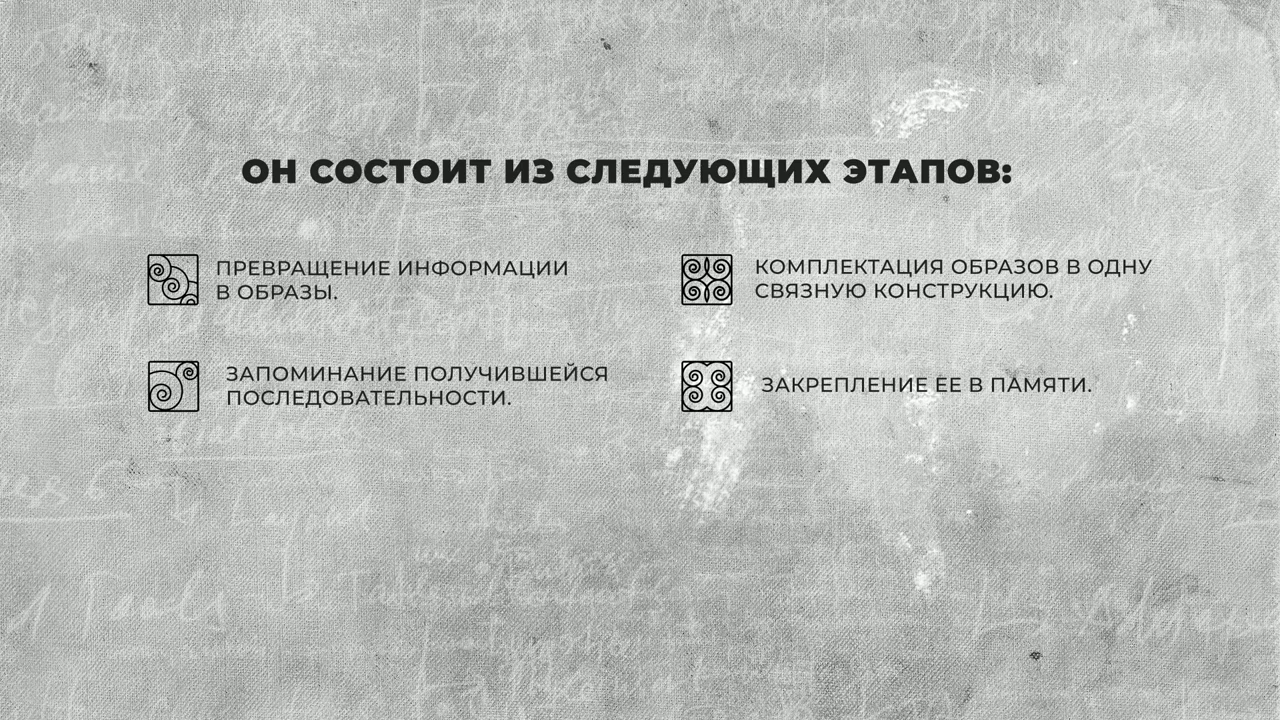 ОН СОСТОИТ ИЗ СЛЕДУЮЩИХ ЭТАПОВ:
ПРЕВРАЩЕНИЕ ИНФОРМАЦИИ
В ОБРАЗЫ.
КОМПЛЕКТАЦИЯ ОБРАЗОВ В ОДНУ
СВЯЗНУЮ КОНСТРУКЦИЮ.
ЗАПОМИНАНИЕ ПОЛУЧИВШЕЙСЯ
ПОСЛЕДОВАТЕЛЬНОСТИ.
ЗАКРЕПЛЕНИЕ ЕЕ В ПАМЯТИ.